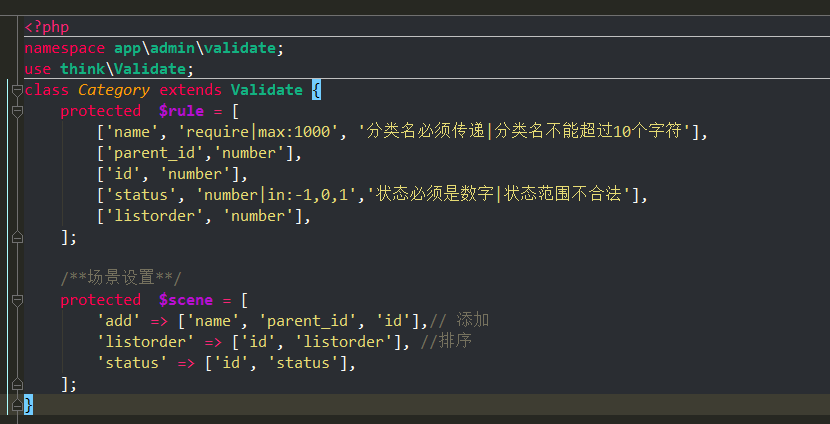 <?php
namespace app\admin\validate;
use think\Validate;
class Category extends Validate {
    protected  $rule = [
        ['name', 'require|max:1000', '分类名必须传递|分类名不能超过10个字符'],
        ['parent_id','number'],
        ['id', 'number'],
        ['status', 'number|in:-1,0,1','状态必须是数字|状态范围不合法'],
        ['listorder', 'number'],
    ];
    /**场景设置**/
    protected  $scene = [
        'add' => ['name', 'parent_id', 'id'],// 添加
        'listorder' => ['id', 'listorder'], //排序
        'status' => ['id', 'status'],
    ];
}